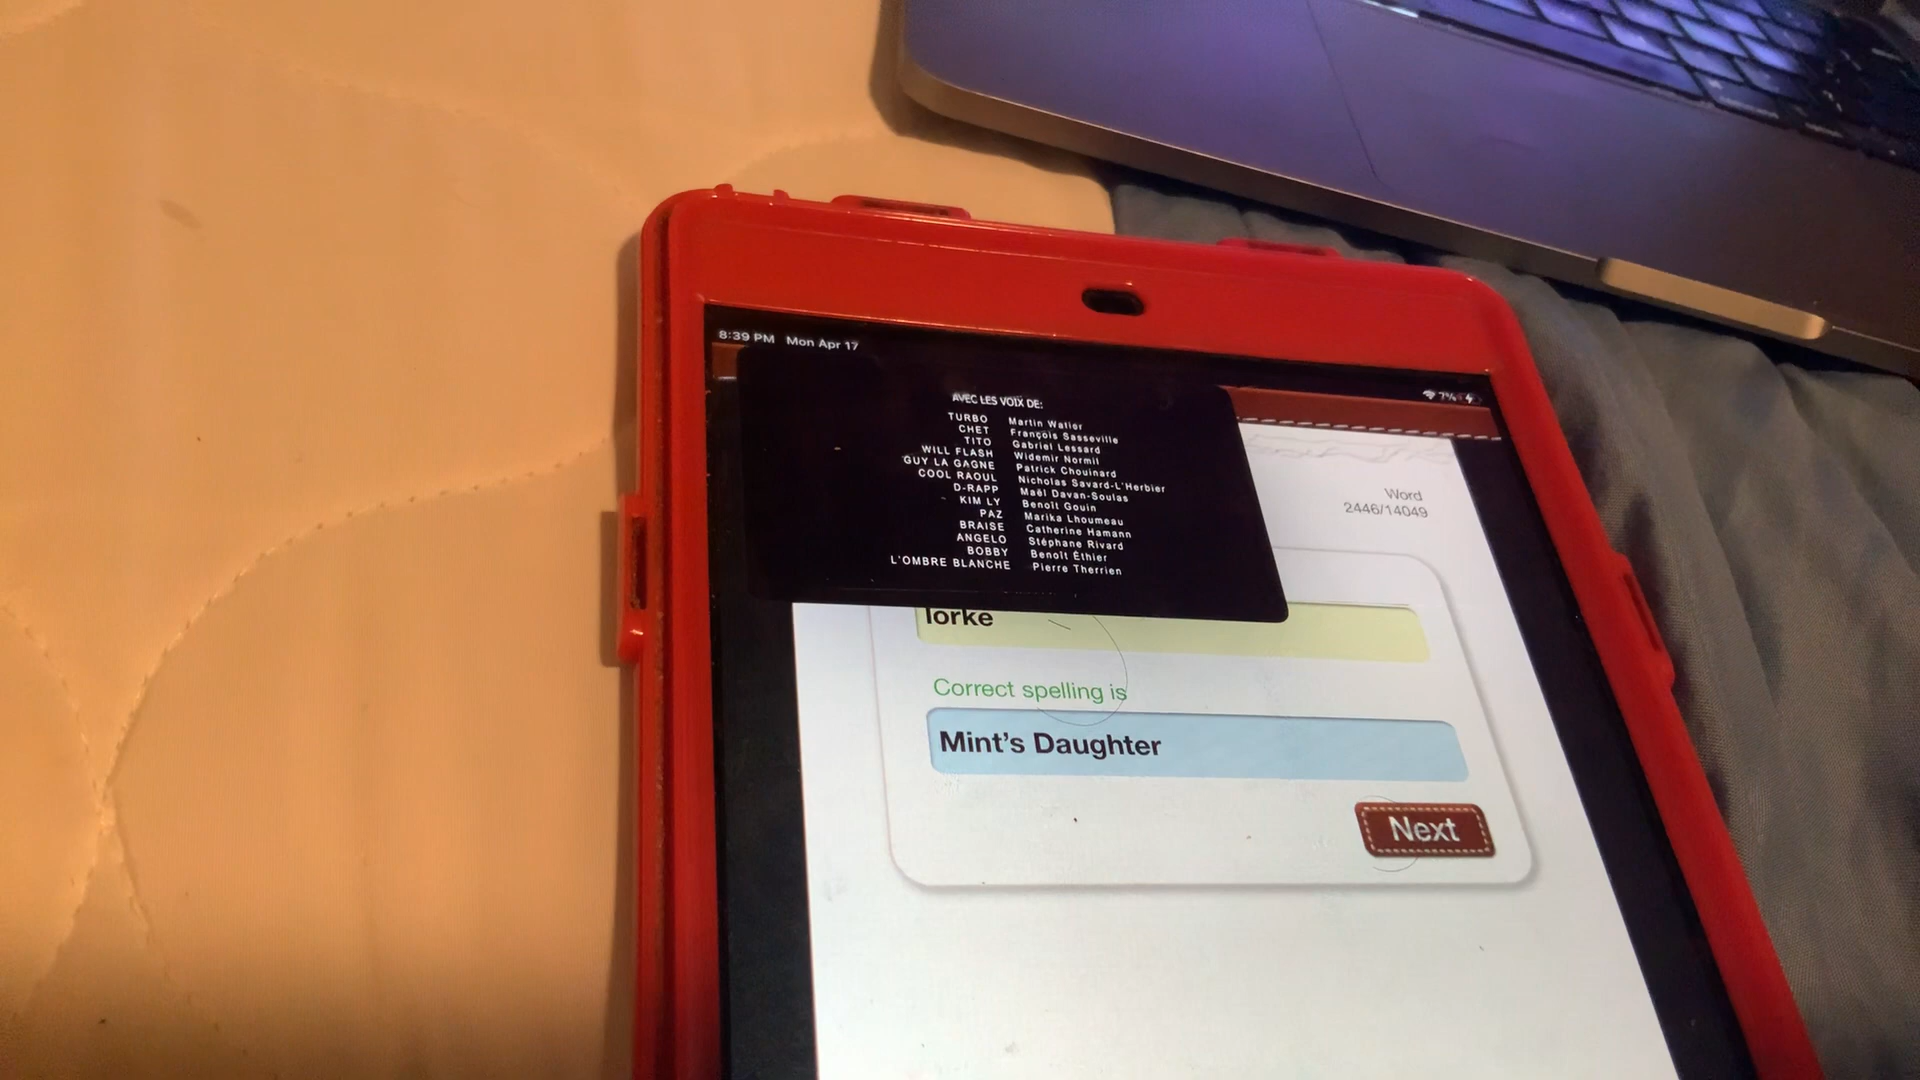 8:39 PM Mon Apr 17
7%
AVEC LES VOIX DE:
TURBO Martin Watier
CHET François Sasseville
TITO Gabriel Lessard
WILL FLASH Widemir Normil
GUY LA GAGNE Patrick Chouinard
COOL RAOUL Nicholas Savard-L'Herbier
D-RAPP Maël Davan-Soulas
KIM LY Benoît Gouin
PAZ Marika Lhoumeau
BRAISE Catherine Hamann
ANGELO Stéphane Rivard
BOBBY Benoît Éthier
L'OMBRE BLANCHE Pierre Therrien
Word
2446/14049
Correct spelling is
Mint's Daughter
Next